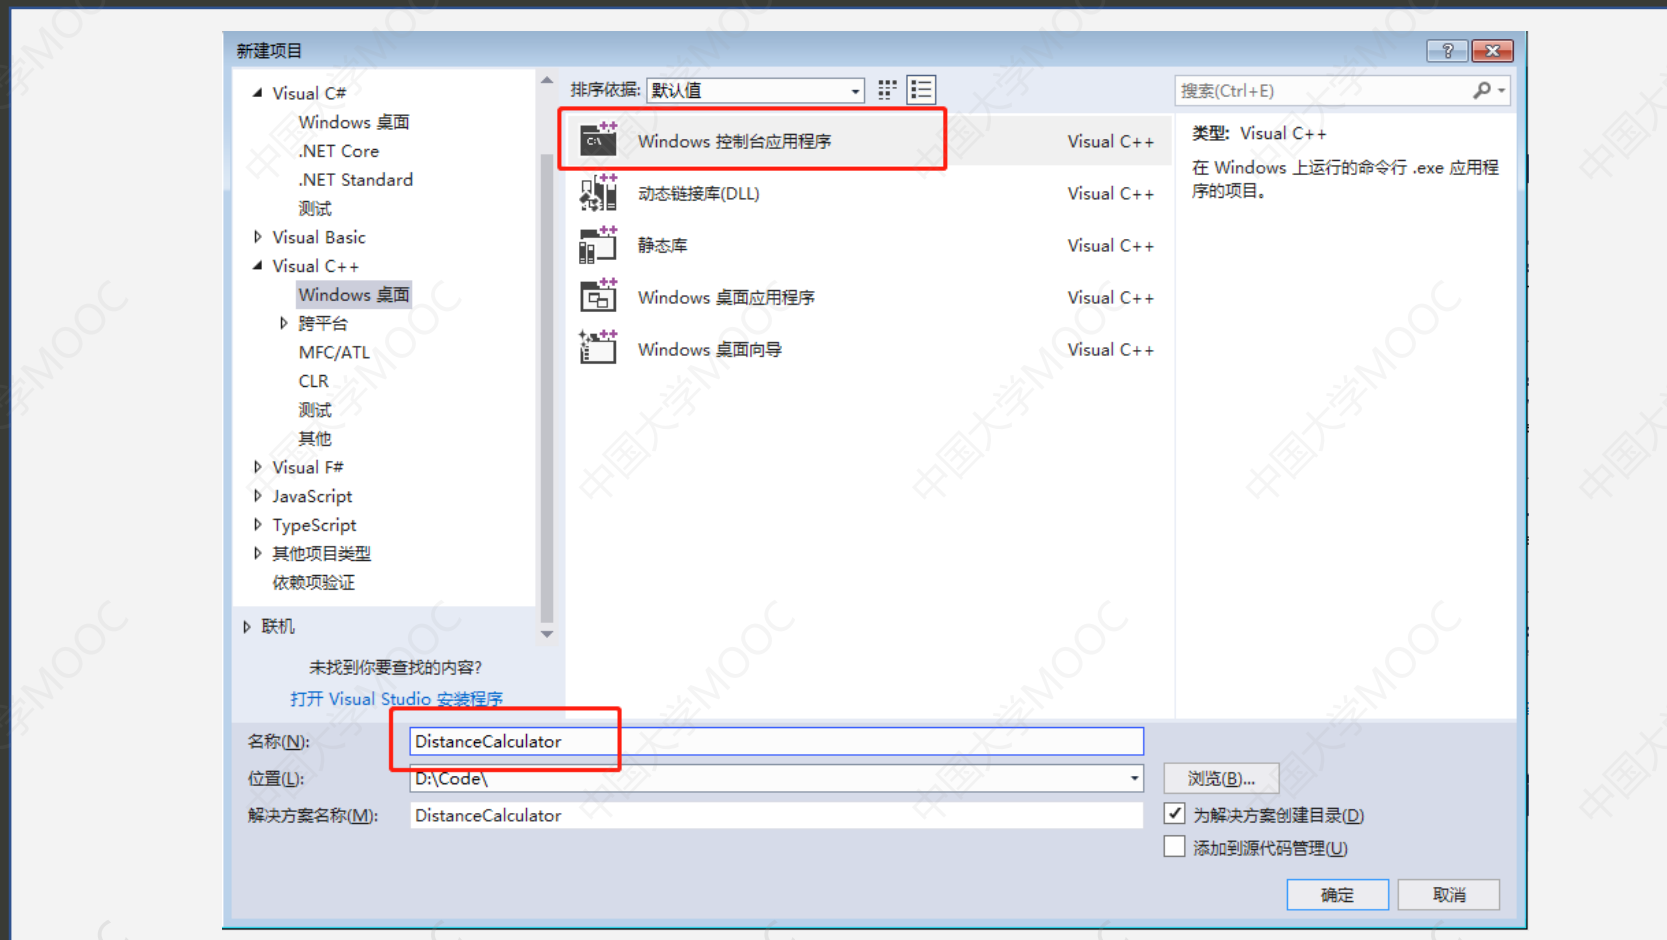 新建项目
Visual C#
Windows 桌面
.NET Core
.NET Standard
测试
Visual Basic
Visual C++
Windows 桌面
跨平台
MFC/ATL
CLR
测试
其他
Visual F#
JavaScript
TypeScript
其他项目类型
依赖项验证
联机
未找到你要查找的内容?
打开 Visual Studio 安装程序
排序依据: 默认值
Windows 控制台应用程序 Visual C++
动态链接库(DLL) Visual C++
静态库 Visual C++
Windows 桌面应用程序 Visual C++
Windows 桌面向导 Visual C++
搜索(Ctrl+E)
类型: Visual C++
在 Windows 上运行的命令行 .exe 应用程
序的项目。
名称(N): DistanceCalculator
位置(L): D:\Code\
浏览(B)...
解决方案名称(M): DistanceCalculator
为解决方案创建目录(D)
添加到源代码管理(U)
确定
取消
中国大学MOOC